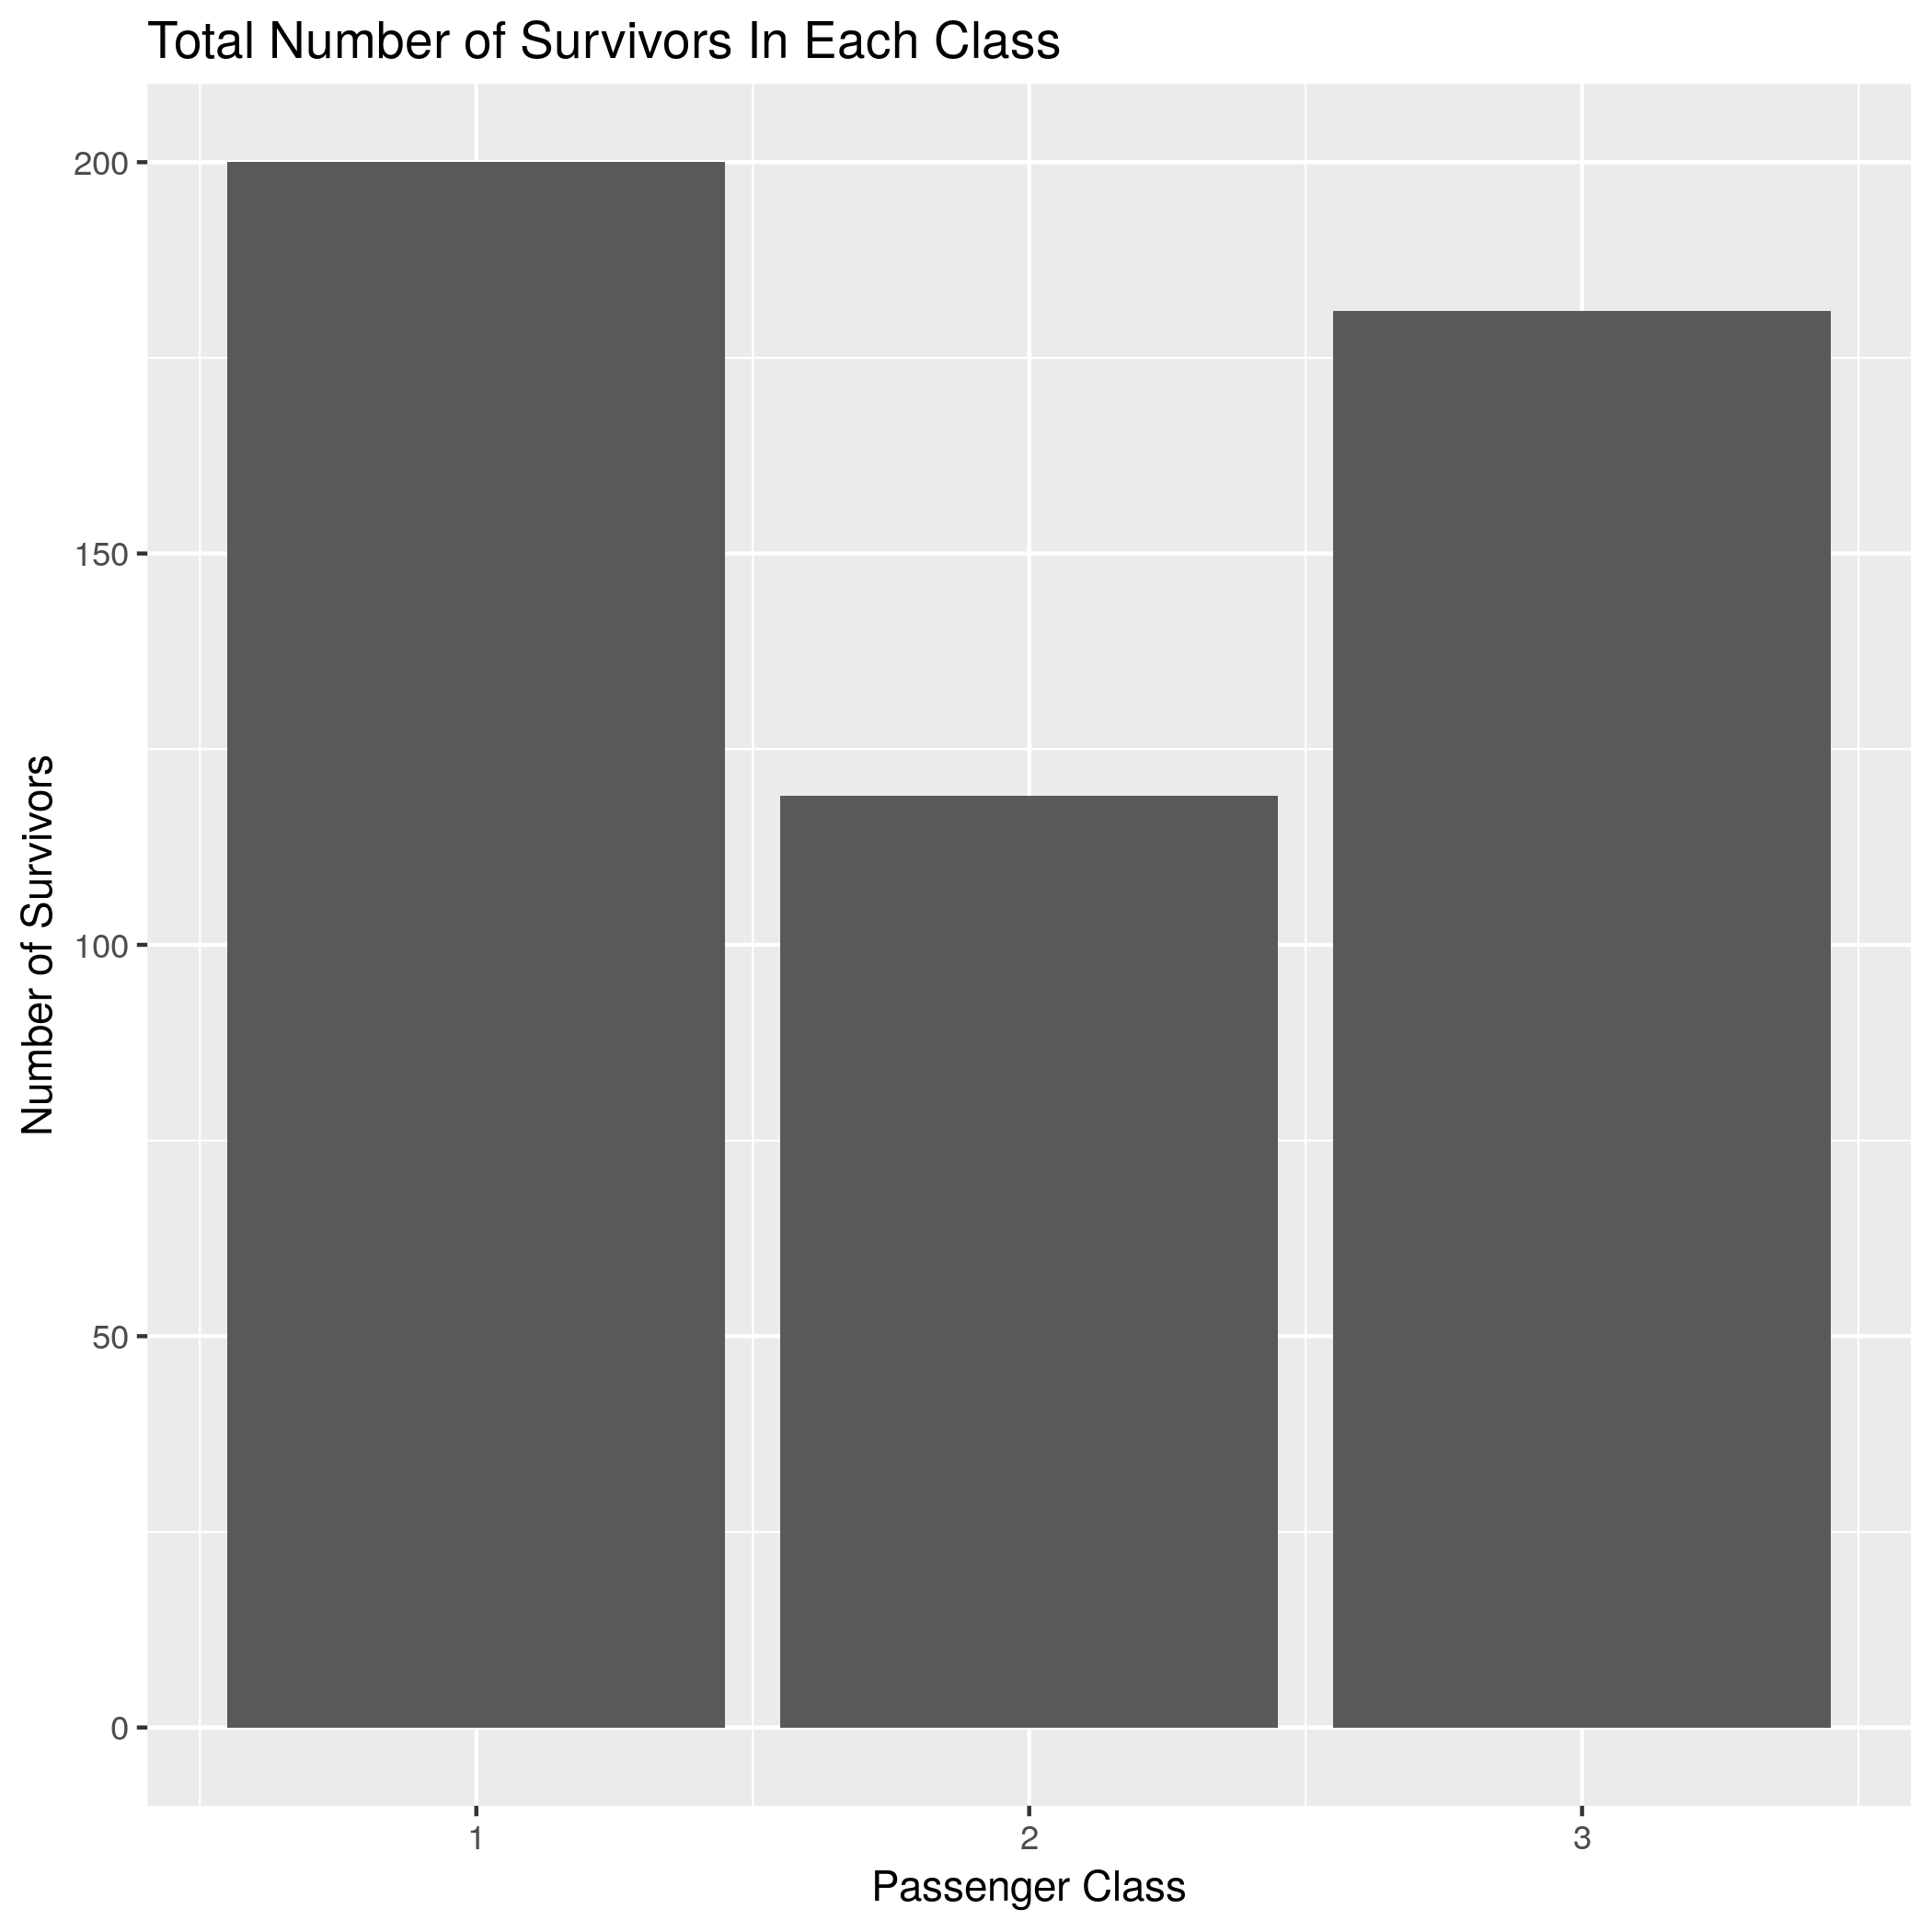 Total Number of Survivors In Each Class
Number of Survivors
200
150
100
50
0
1 2 3
Passenger Class